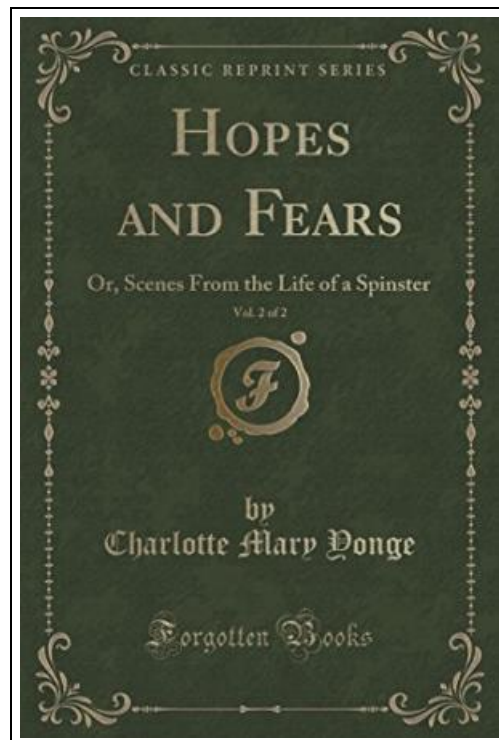 CLASSIC REPRINT SERIES
HOPES
AND FEARS
Or, Scenes From the Life of a Spinster
Vol. 2 of 2
F
by
Charlotte Mary Yonge
Forgotten Books